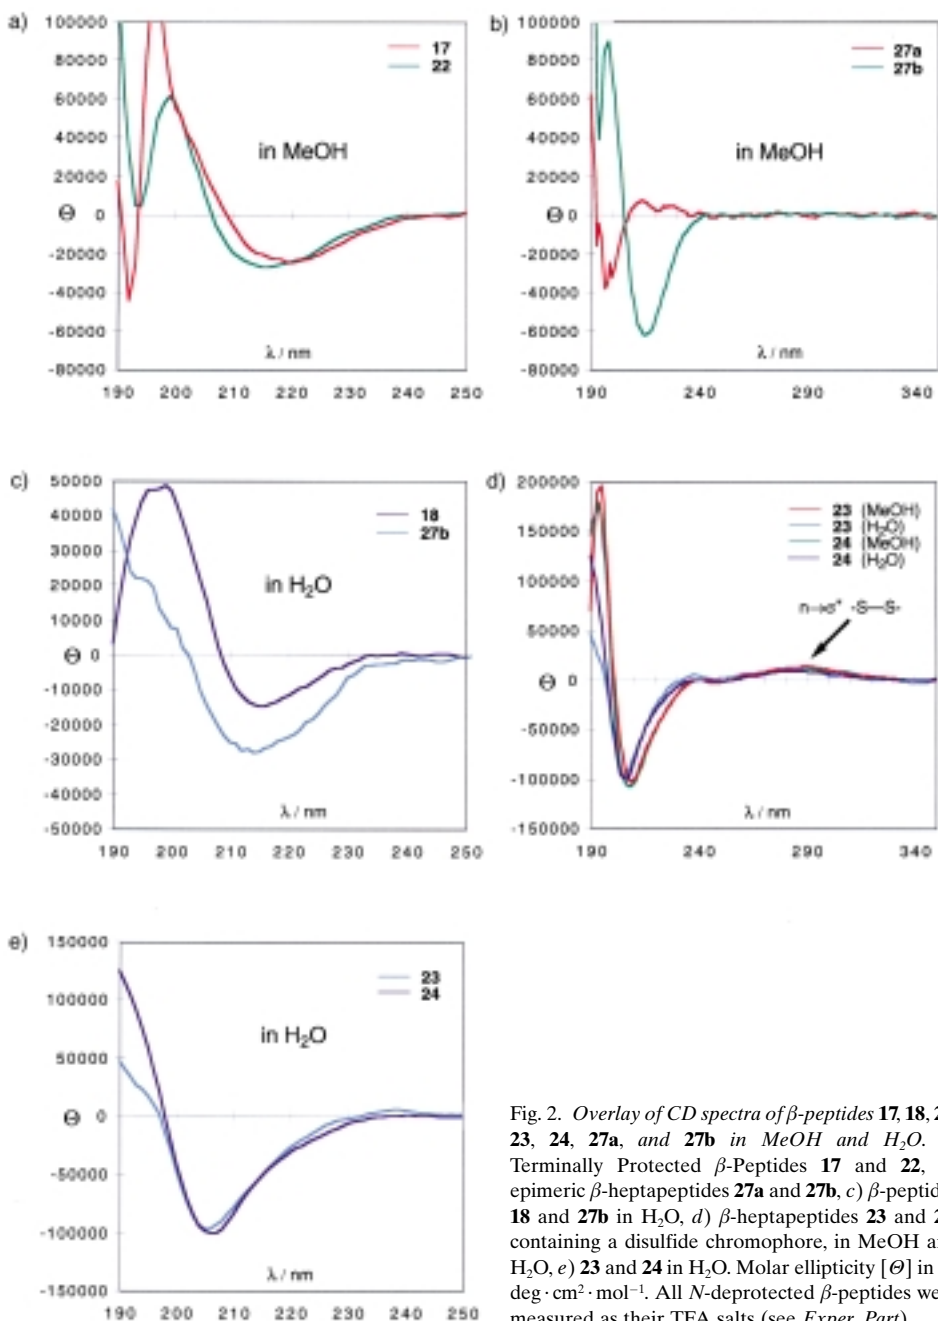 a)
100000
80000
60000
40000
20000
Θ 0
-20000
-40000
-60000
-80000
17
22
in MeOH
λ / nm
190 200 210 220 230 240 250
b)
100000
80000
60000
40000
20000
Θ 0
-20000
-40000
-60000
-80000
27a
27b
in MeOH
λ / nm
190 240 290 340
c)
50000
40000
30000
20000
10000
Θ 0
-10000
-20000
-30000
-40000
-50000
18
27b
in H₂O
λ / nm
190 200 210 220 230 240 250
d)
200000
150000
100000
50000
Θ 0
-50000
-100000
-150000
23 (MeOH)
23 (H₂O)
24 (MeOH)
24 (H₂O)
n→σ* -S—S-
λ / nm
190 240 290 340
e)
150000
100000
50000
Θ 0
-50000
-100000
-150000
23
24
in H₂O
190 200 210 220 230 240 250
Fig. 2. Overlay of CD spectra of β-peptides 17, 18,
23, 24, 27a, and 27b in MeOH and H₂O.
Terminally Protected β-Peptides 17 and 22,
epimeric β-heptapeptides 27a and 27b, c) β-peptid
18 and 27b in H₂O, d) β-heptapeptides 23 and
containing a disulfide chromophore, in MeOH
H₂O, e) 23 and 24 in H₂O. Molar ellipticity [Θ] in
deg · cm² · mol⁻¹. All N-deprotected β-peptides we
measured as their TFA salts (see Exper. Part)